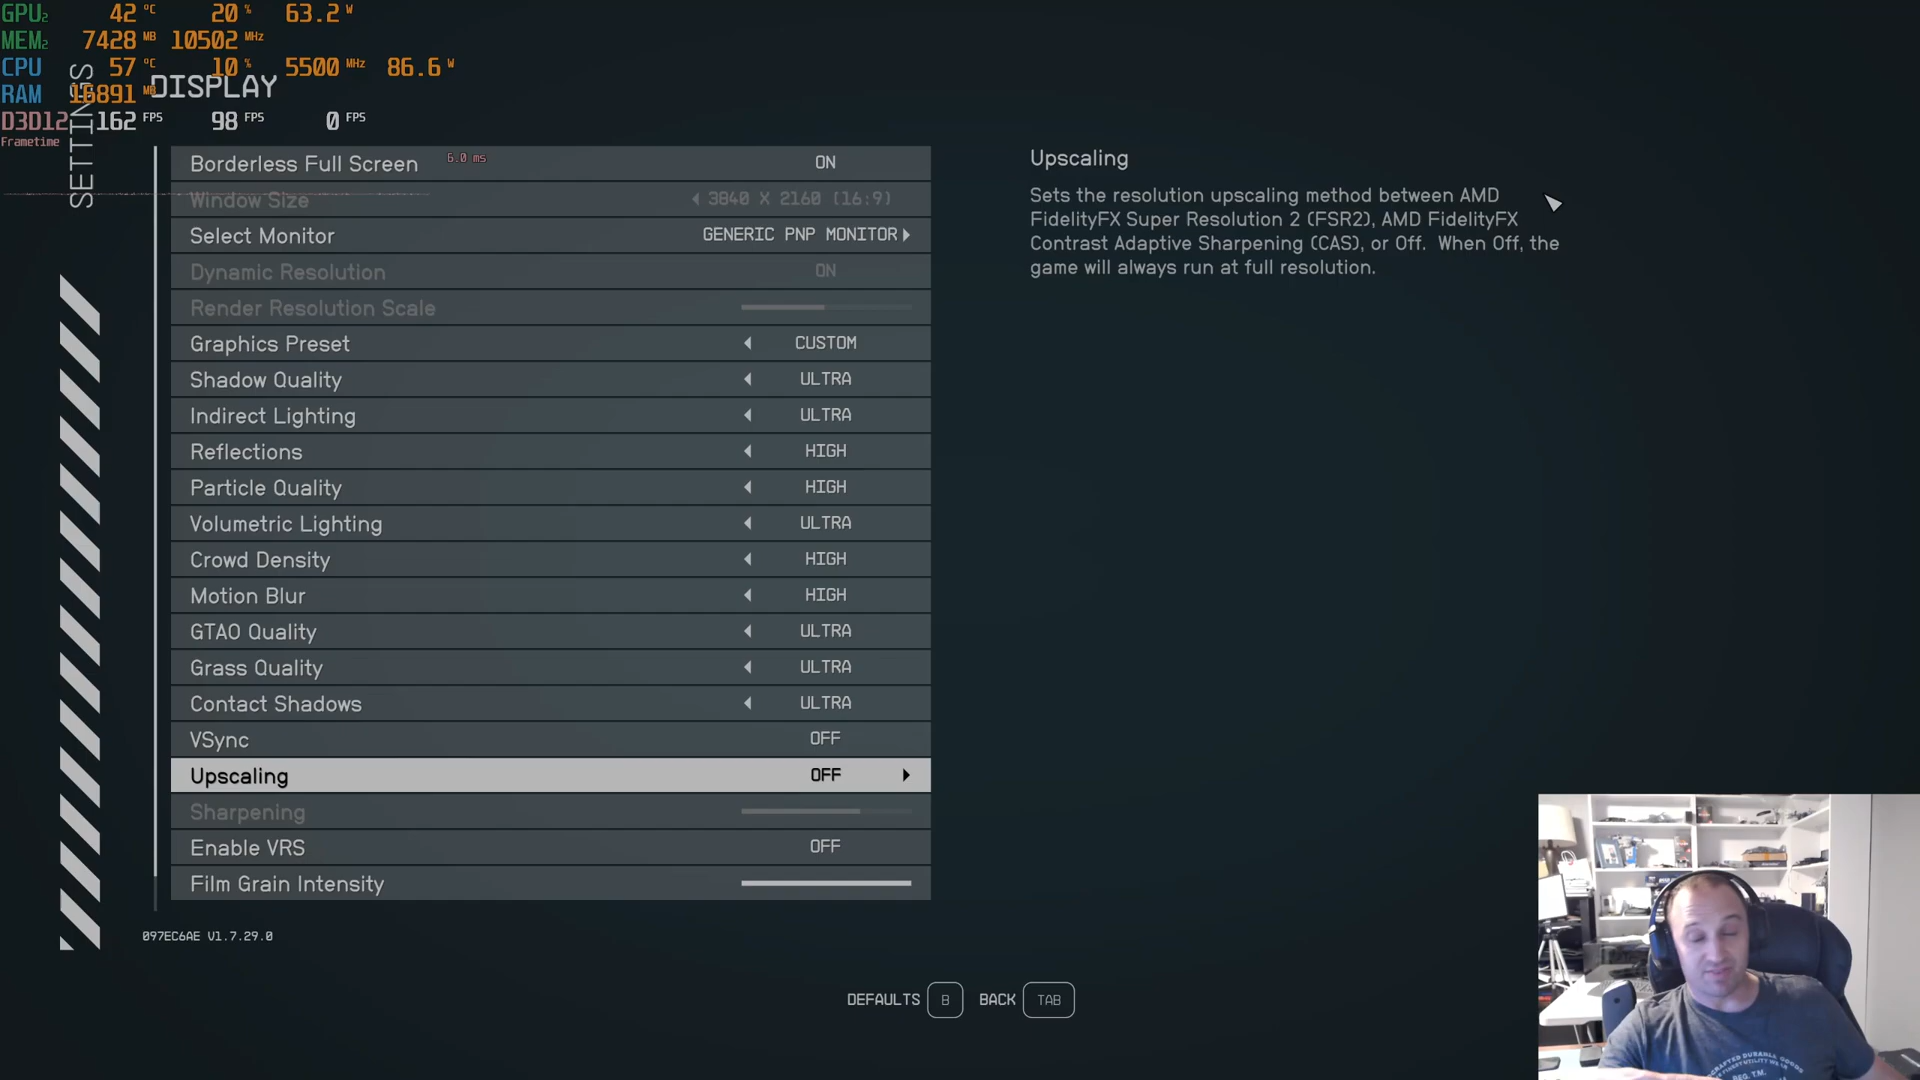 GPU2 42 °C 20 % 63.2 W
MEM2 7428 MB 10502 MHz
CPU 57 °C 10 % 5500 MHz 86.6 W
RAM 16891 MB
D3D12 162 FPS 98 FPS 0 FPS
Frametime 6.0 ms
SETTINGS
DISPLAY
Borderless Full Screen ON
Window Size 3840 X 2160 (16:9)
Select Monitor GENERIC PNP MONITOR
Dynamic Resolution ON
Render Resolution Scale
Graphics Preset CUSTOM
Shadow Quality ULTRA
Indirect Lighting ULTRA
Reflections HIGH
Particle Quality HIGH
Volumetric Lighting ULTRA
Crowd Density HIGH
Motion Blur HIGH
GTAO Quality ULTRA
Grass Quality ULTRA
Contact Shadows ULTRA
VSync OFF
Upscaling OFF
Sharpening
Enable VRS OFF
Film Grain Intensity
Upscaling
Sets the resolution upscaling method between AMD
FidelityFX Super Resolution 2 (FSR2), AMD FidelityFX
Contrast Adaptive Sharpening (CAS), or Off. When Off, the
game will always run at full resolution.
097EC6AE V1.7.29.0
DEFAULTS B BACK TAB
REG. T.M.